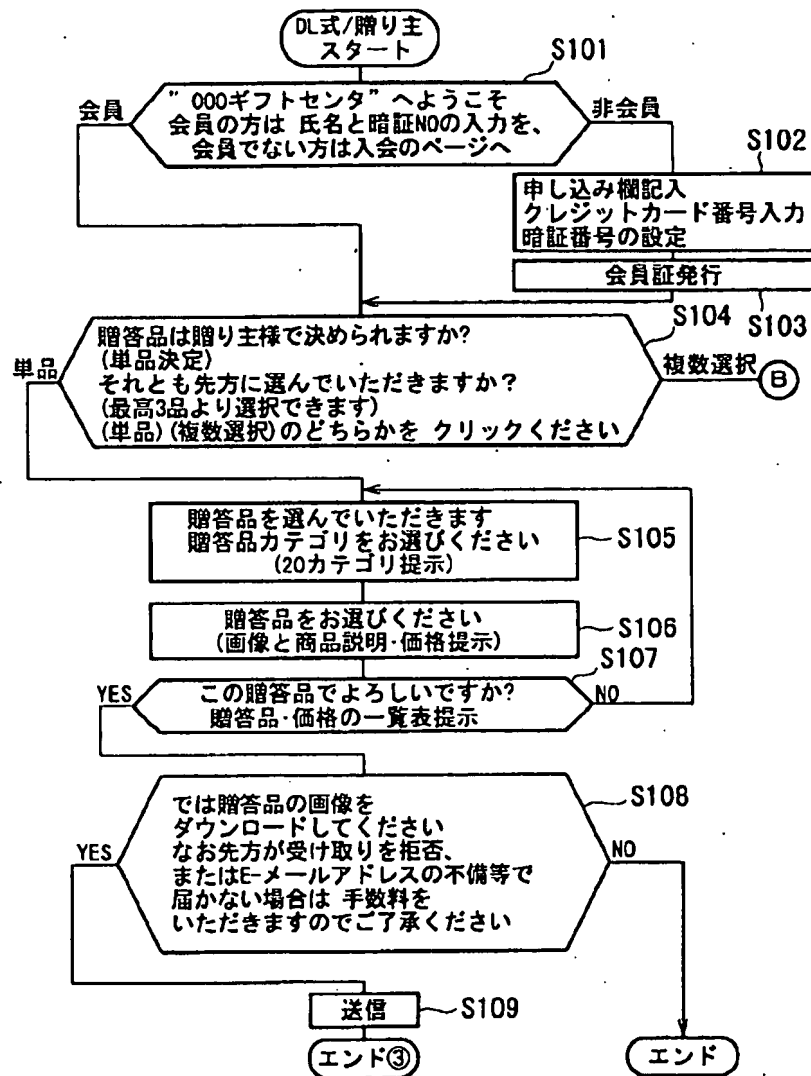 DL式/贈り主
スタート
S101
会員
" 000ギフトセンタ" へようこそ
会員の方は 氏名と暗証NOの入力を、
会員でない方は入会のページへ
非会員
S102
申し込み欄記入
クレジットカード番号入力
暗証番号の設定
会員証発行
S103
S104
贈答品は贈り主様で決められますか?
(単品決定)
それとも先方に選んでいただきますか?
(最高3品より選択できます)
(単品)(複数選択)のどちらかを クリックください
単品
複数選択
B
贈答品を選んでいただきます
贈答品カテゴリをお選びください
(20カテゴリ提示)
S105
贈答品をお選びください
(画像と商品説明・価格提示)
S106
S107
YES
この贈答品でよろしいですか?
贈答品・価格の一覧表提示
NO
S108
では贈答品の画像を
ダウンロードしてください
なお先方が受け取りを拒否、
またはE-メールアドレスの不備等で
届かない場合は 手数料を
いただきますのでご了承ください
YES
NO
送信
S109
エンド③
エンド